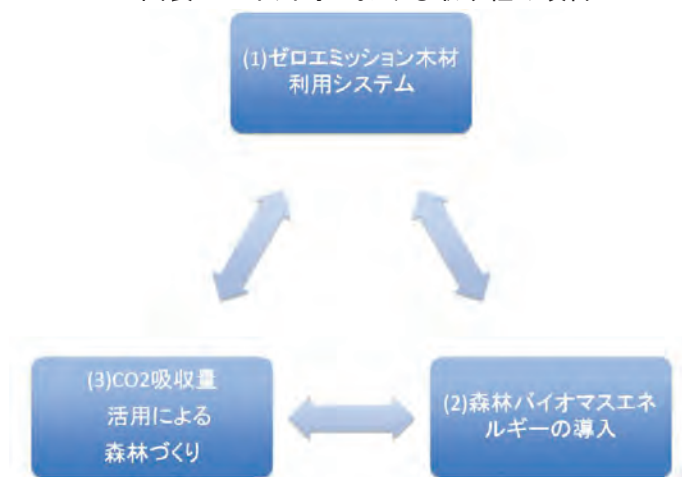 (1)ゼロエミッション木材
利用システム
(3)CO2吸収量
活用による
森林づくり
(2)森林バイオマスエネ
ルギーの導入